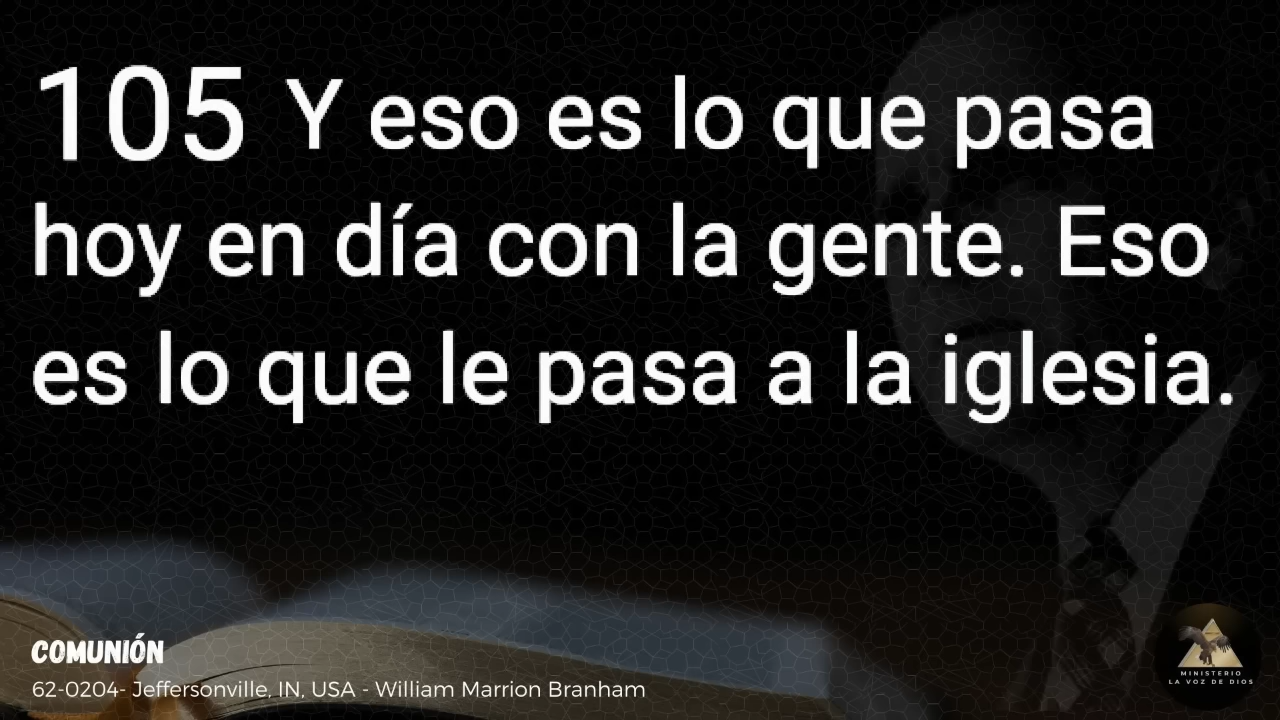 105 Y eso es lo que pasa
hoy en día con la gente. Eso
es lo que le pasa a la iglesia.
COMUNIÓN
62-0204- Jeffersonville, IN, USA - William Marrion Branham
MINISTERIO
LA VOZ DE DIOS